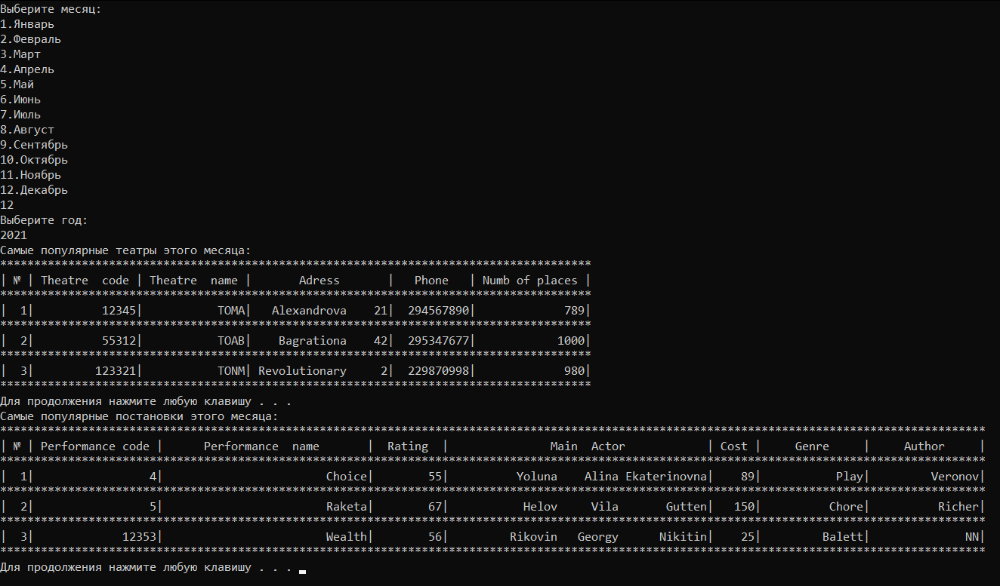 Выберите месяц:
1.Январь
2.Февраль
3.Март
4.Апрель
5.Май
6.Июнь
7.Июль
8.Август
9.Сентябрь
10.Октябрь
11.Ноябрь
12.Декабрь
12
Выберите год:
2021
Самые популярные театры этого месяца:
***************************************************************************************
| № | Theatre  code | Theatre  name |       Adress       |   Phone   | Numb of places |
***************************************************************************************
|  1|          12345|           TOMA|   Alexandrova    21|  294567890|             789|
***************************************************************************************
|  2|          55312|           TOAB|    Bagrationa    42|  295347677|            1000|
***************************************************************************************
|  3|         123321|           TONM| Revolutionary     2|  229870998|             980|
***************************************************************************************
Для продолжения нажмите любую клавишу . . .
Самые популярные постановки этого месяца:
*************************************************************************************************************************************************
| № | Performance code |      Performance  name       |  Rating  |               Main  Actor            | Cost |     Genre     |     Author     |
*************************************************************************************************************************************************
|  1|                 4|                        Choice|        55|          Yoluna    Alina Ekaterinovna|    89|           Play|         Veronov|
*************************************************************************************************************************************************
|  2|                 5|                        Raketa|        67|           Helov     Vila       Gutten|   150|          Chore|          Richer|
*************************************************************************************************************************************************
|  3|             12353|                        Wealth|        56|         Rikovin   Georgy      Nikitin|    25|         Balett|              NN|
*************************************************************************************************************************************************
Для продолжения нажмите любую клавишу . . .